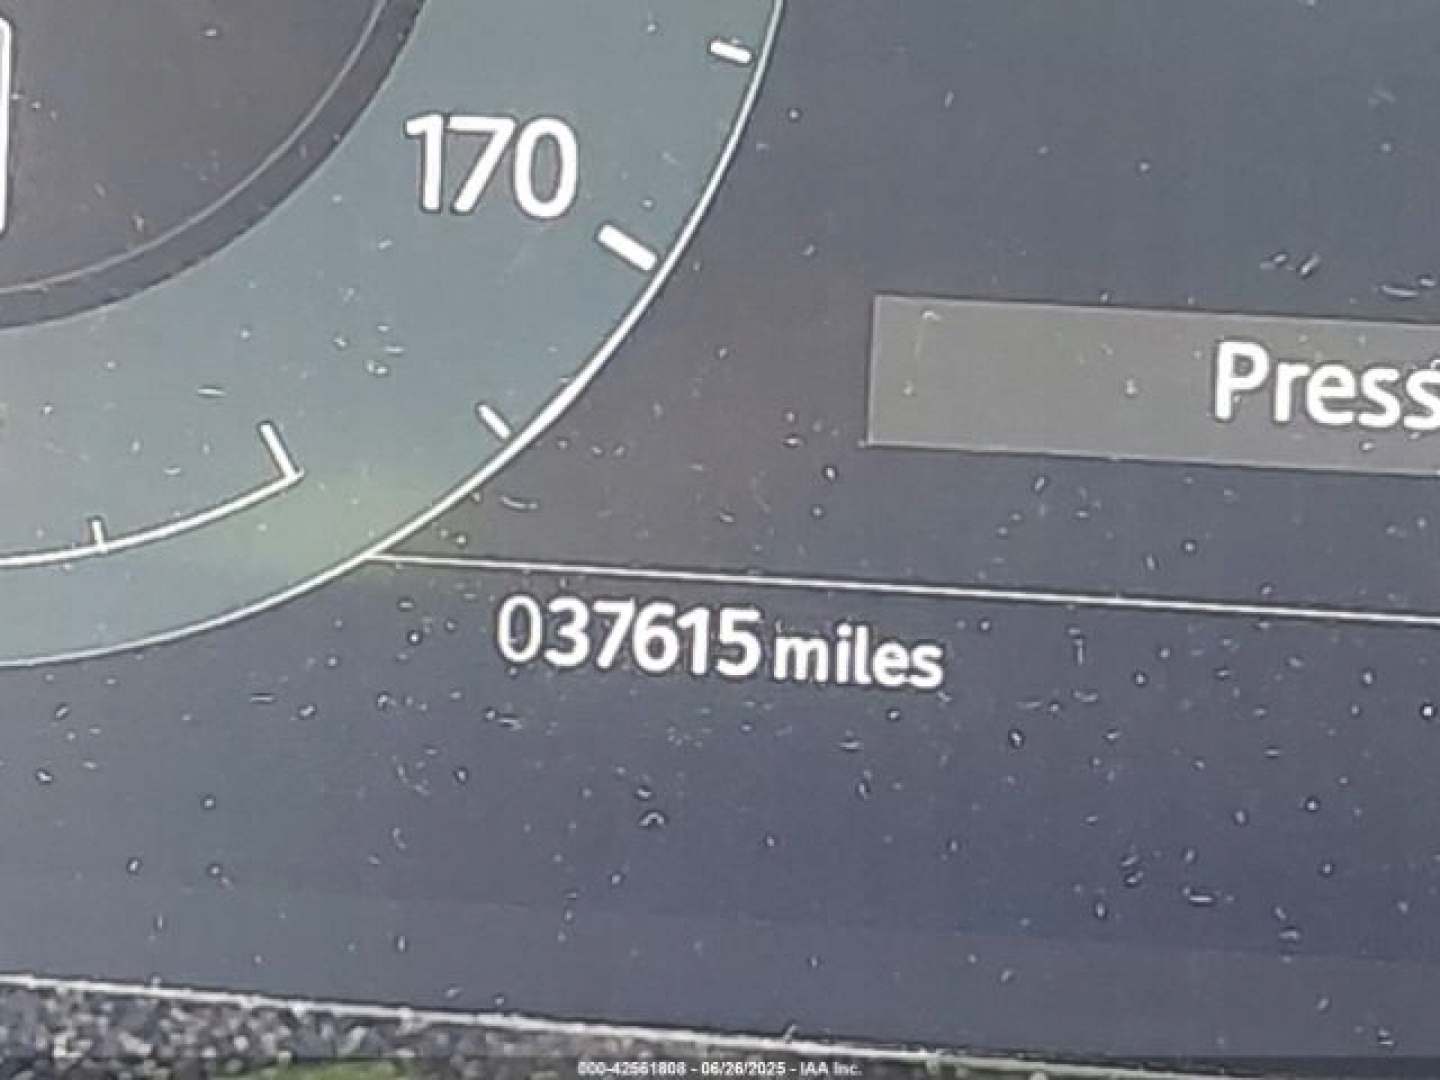 170
Press
037615 miles
000-42561808 - 06/26/2025 - IAA Inc.